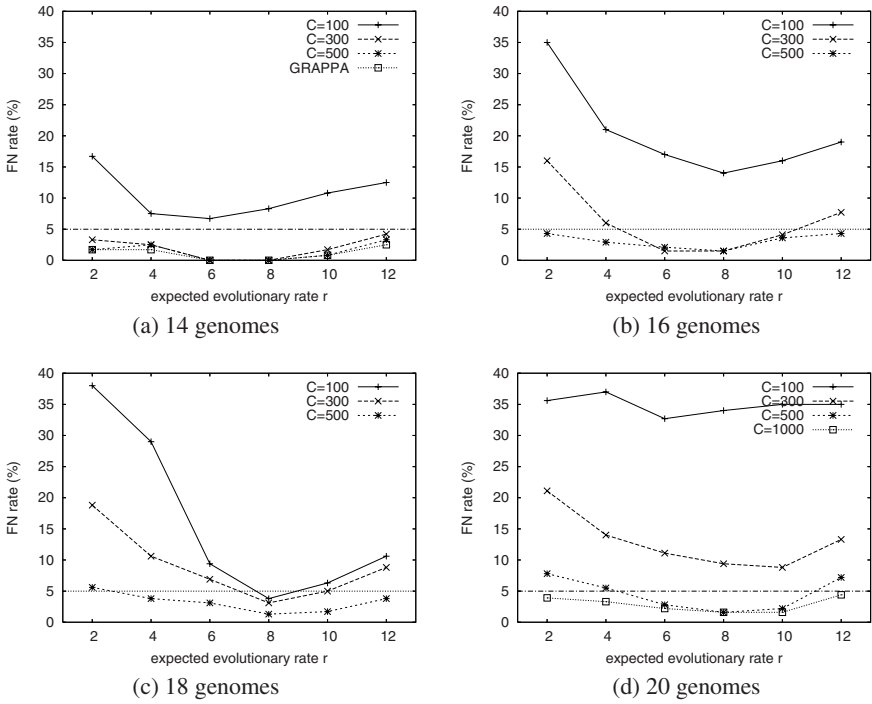 C=100
C=300
C=500
GRAPPA
FN rate (%)
40
35
30
25
20
15
10
5
0
2 4 6 8 10 12
expected evolutionary rate r
(a) 14 genomes
C=100
C=300
C=500
FN rate (%)
40
35
30
25
20
15
10
5
0
2 4 6 8 10 12
expected evolutionary rate r
(b) 16 genomes
C=100
C=300
C=500
FN rate (%)
40
35
30
25
20
15
10
5
0
2 4 6 8 10 12
expected evolutionary rate r
(c) 18 genomes
C=100
C=300
C=500
C=1000
FN rate (%)
40
35
30
25
20
15
10
5
0
2 4 6 8 10 12
expected evolutionary rate r
(d) 20 genomes